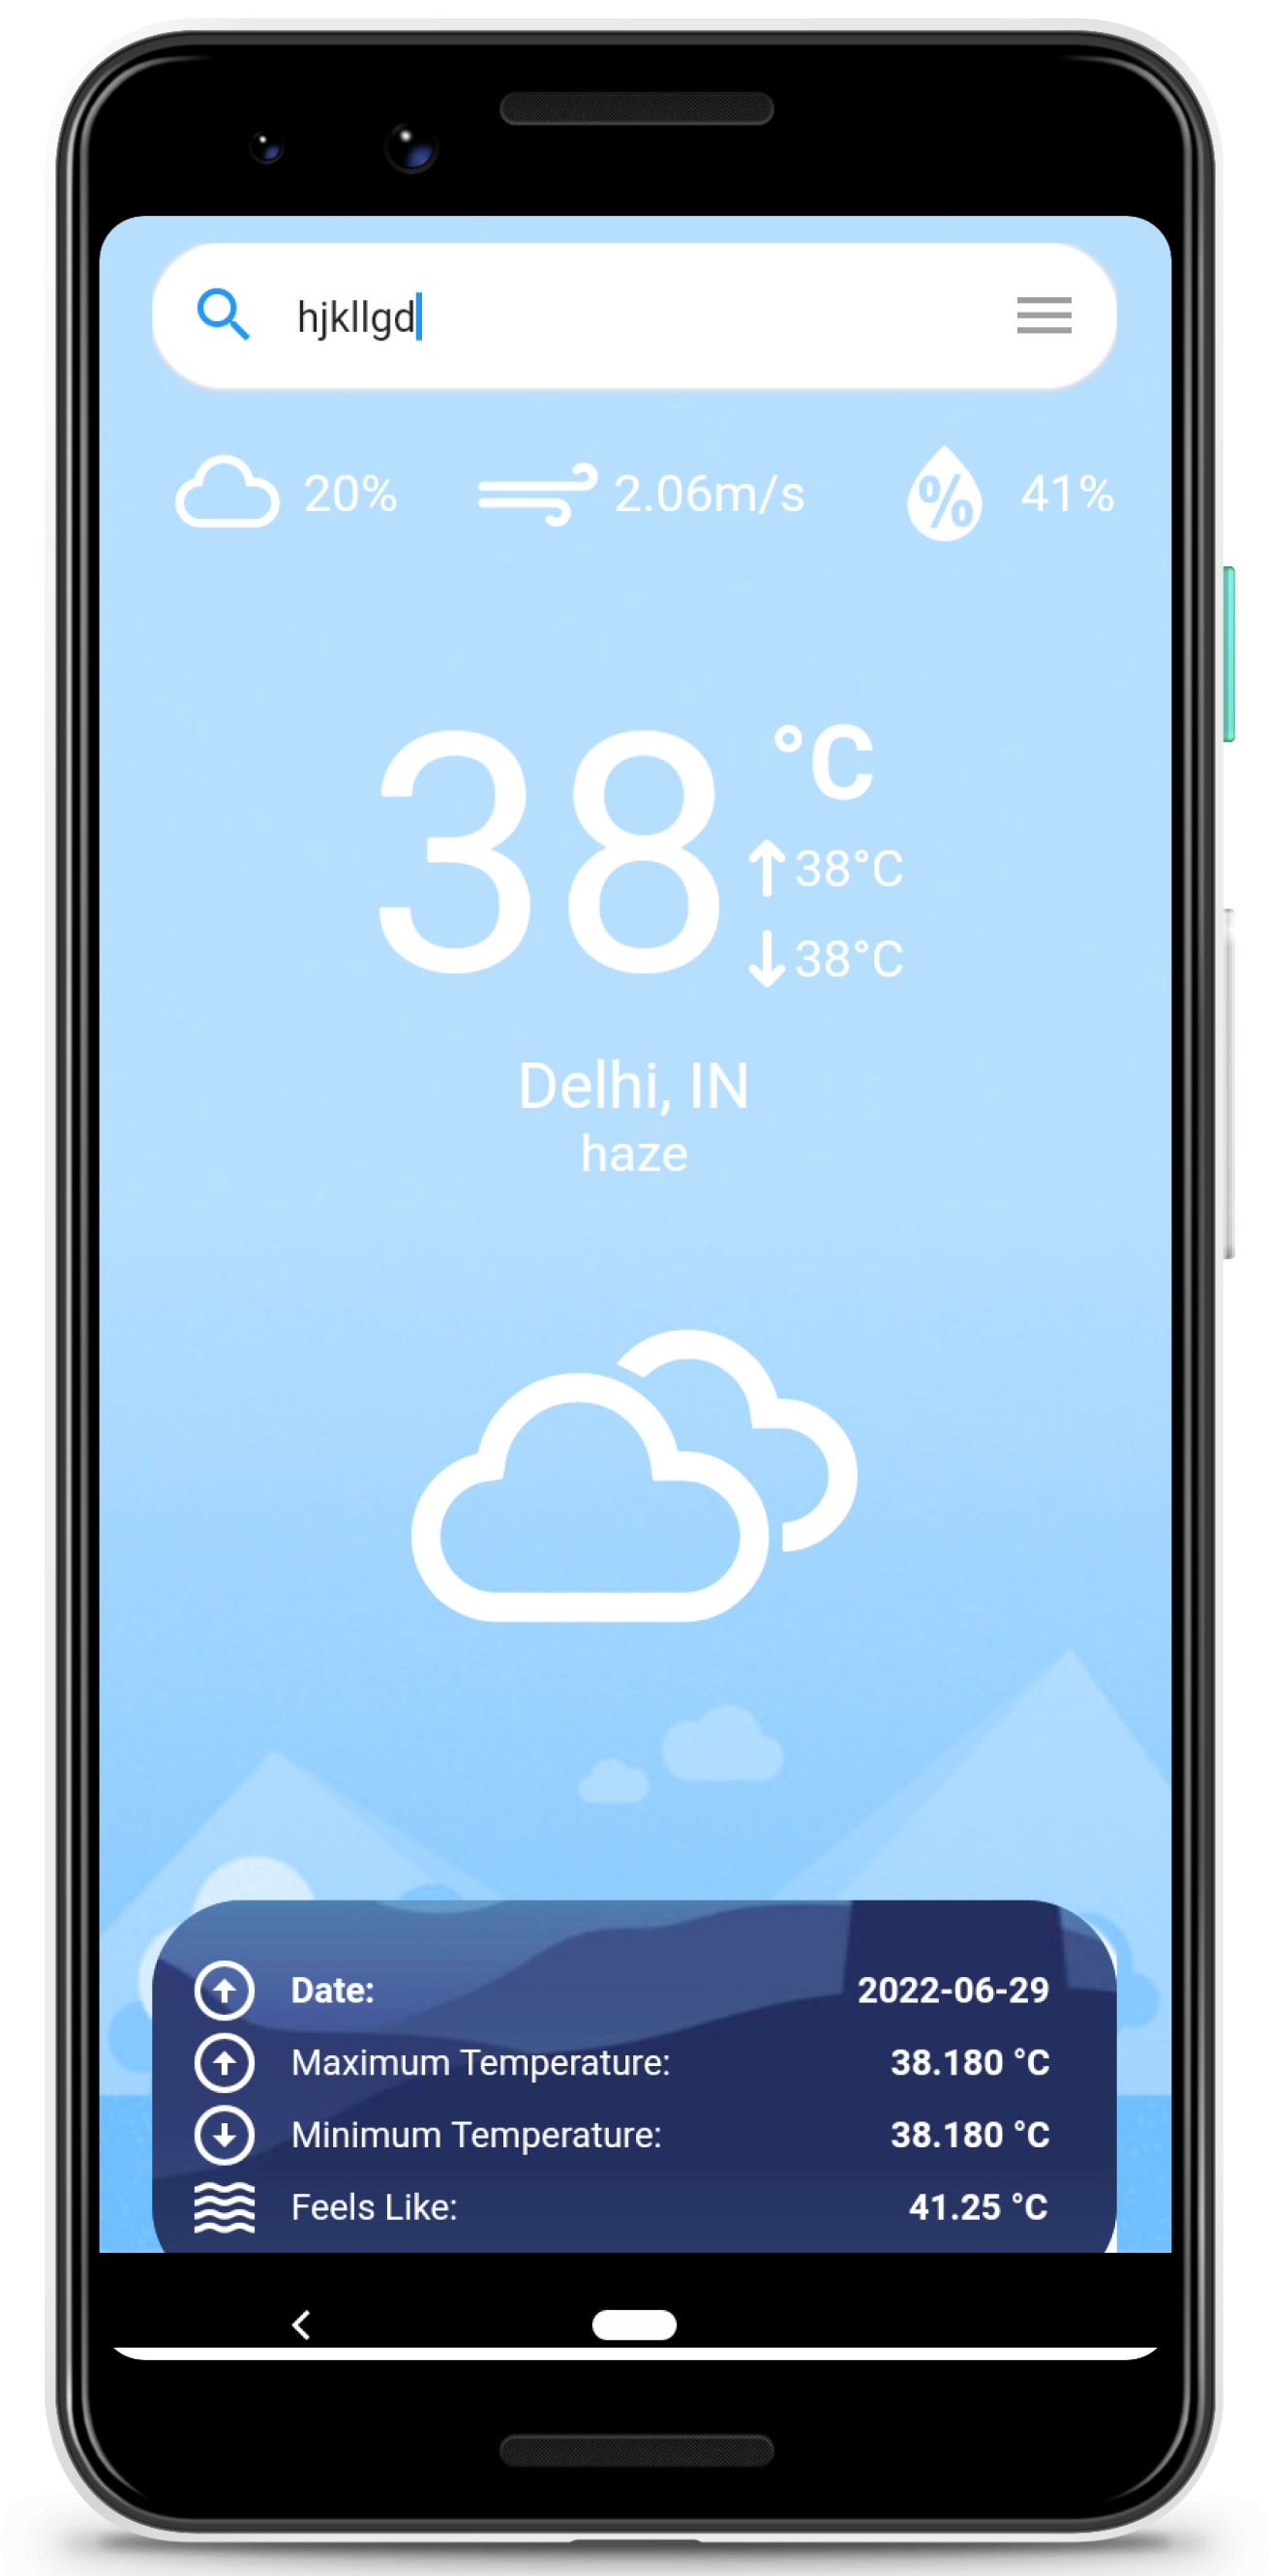 hjkllgd
20% 2.06m/s % 41%
38 °C
38°C
38°C
Delhi, IN
haze
Date: 2022-06-29
Maximum Temperature: 38.180 °C
Minimum Temperature: 38.180 °C
Feels Like: 41.25 °C